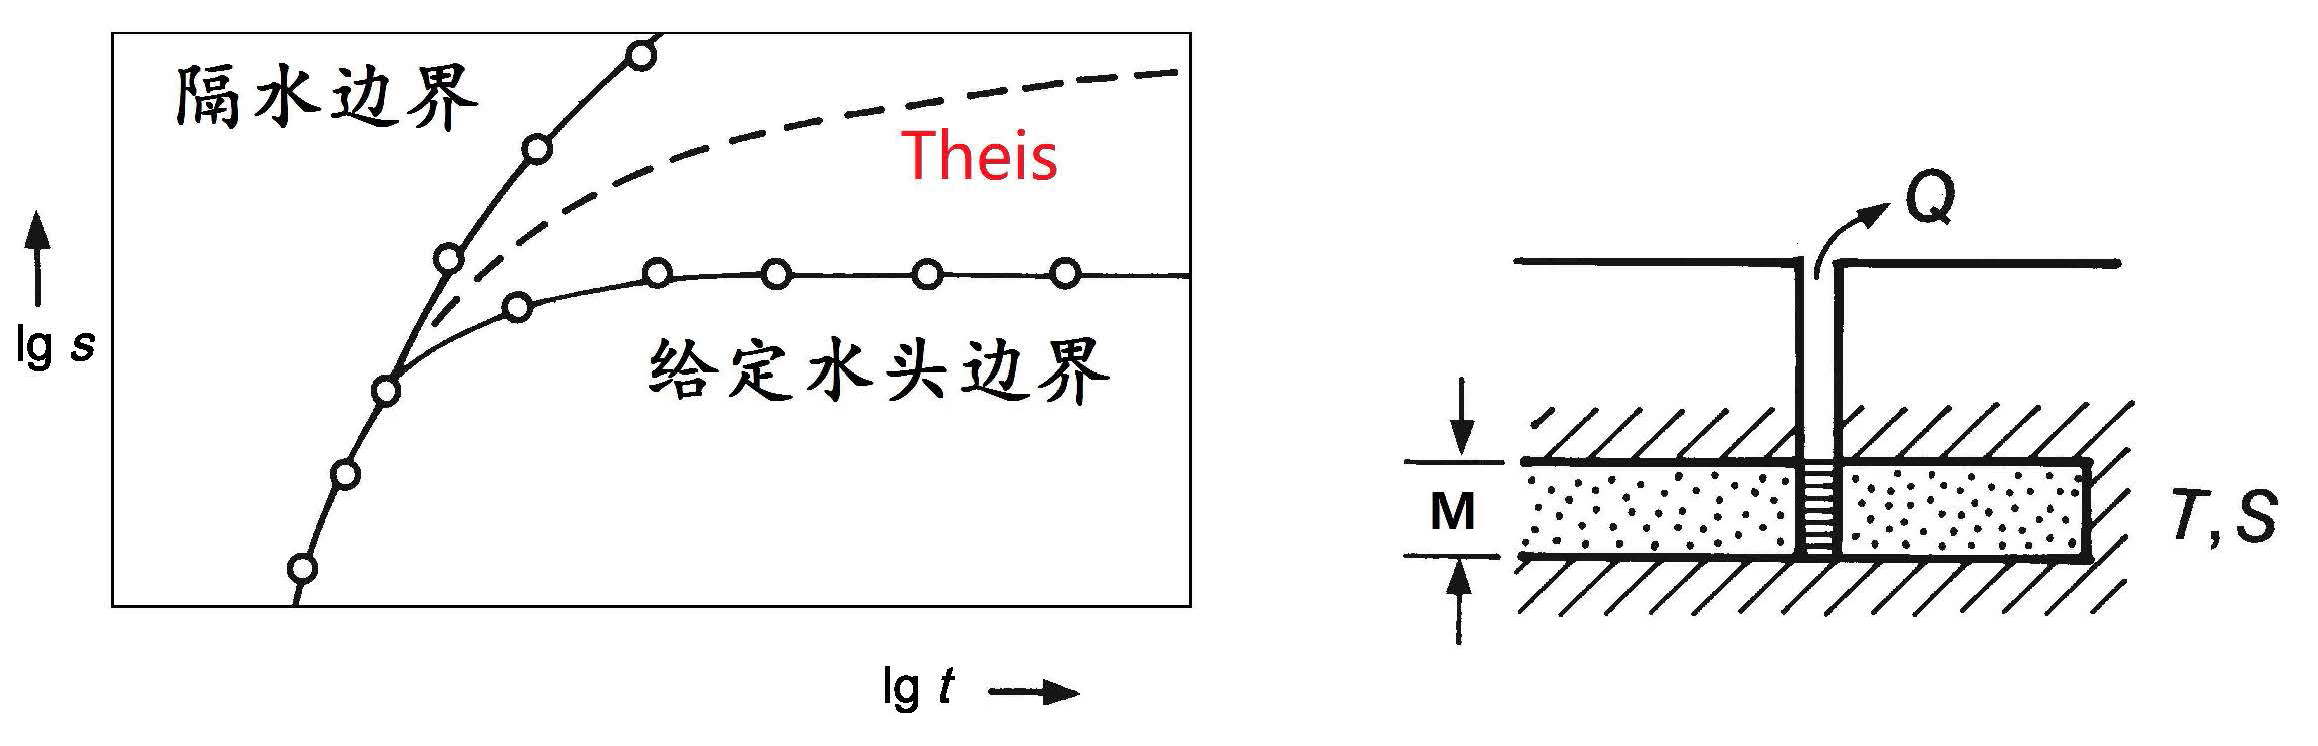 隔水边界
Theis
lg s
给定水头边界
lg t
Q
M
T, S